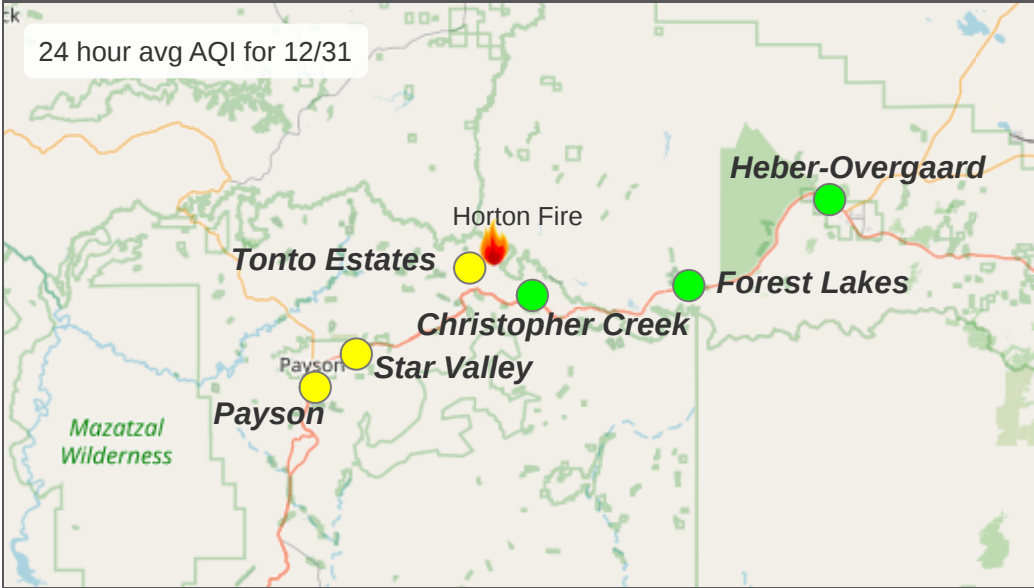 ck
24 hour avg AQI for 12/31
Heber-Overgaard
Horton Fire
Tonto Estates
Forest Lakes
Christopher Creek
Payson
Star Valley
Payson
Mazatzal
Wilderness